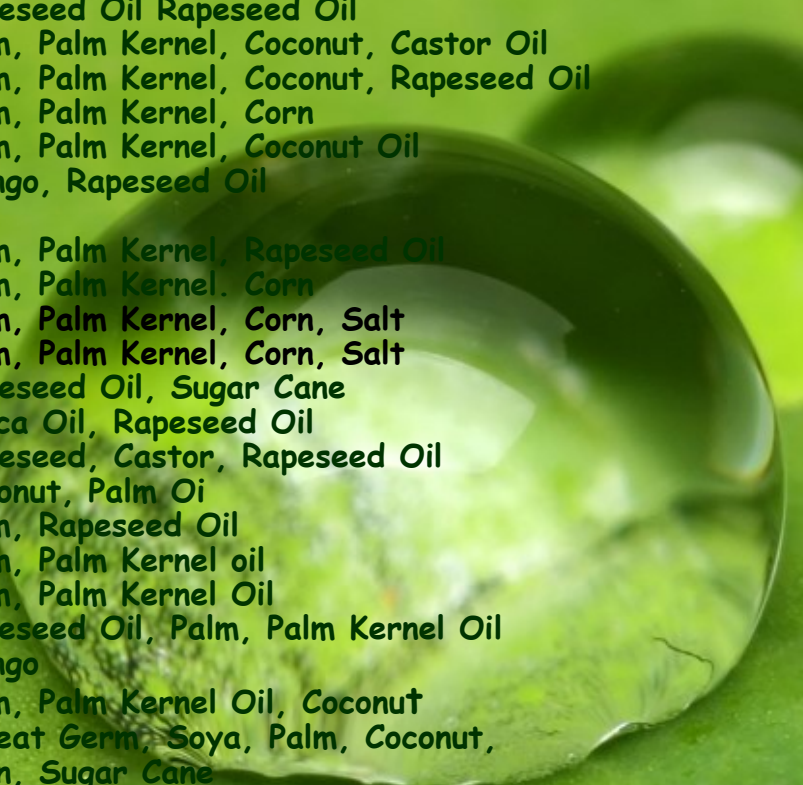 eseed Oil Rapeseed Oil
n, Palm Kernel, Coconut, Castor Oil
n, Palm Kernel, Coconut, Rapeseed Oil
n, Palm Kernel, Corn
n, Palm Kernel, Coconut Oil
ngo, Rapeseed Oil
n, Palm Kernel, Rapeseed Oil
n, Palm Kernel. Corn
n, Palm Kernel, Corn, Salt
n, Palm Kernel, Corn, Salt
eseed Oil, Sugar Cane
ca Oil, Rapeseed Oil
eseed, Castor, Rapeseed Oil
onut, Palm Oi
n, Rapeseed Oil
n, Palm Kernel oil
n, Palm Kernel Oil
eseed Oil, Palm, Palm Kernel Oil
ngo
n, Palm Kernel Oil, Coconut
eat Germ, Soya, Palm, Coconut,
n, Sugar Cane